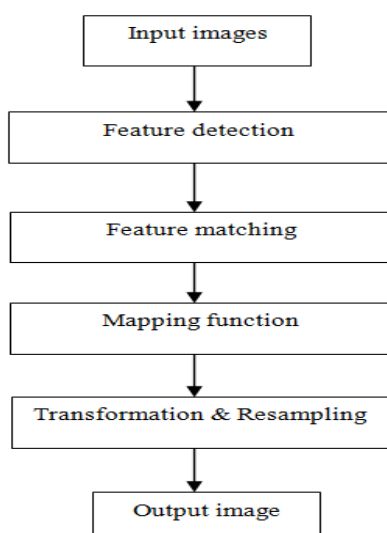 Input images
Feature detection
Feature matching
Mapping function
Transformation & Resampling
Output image